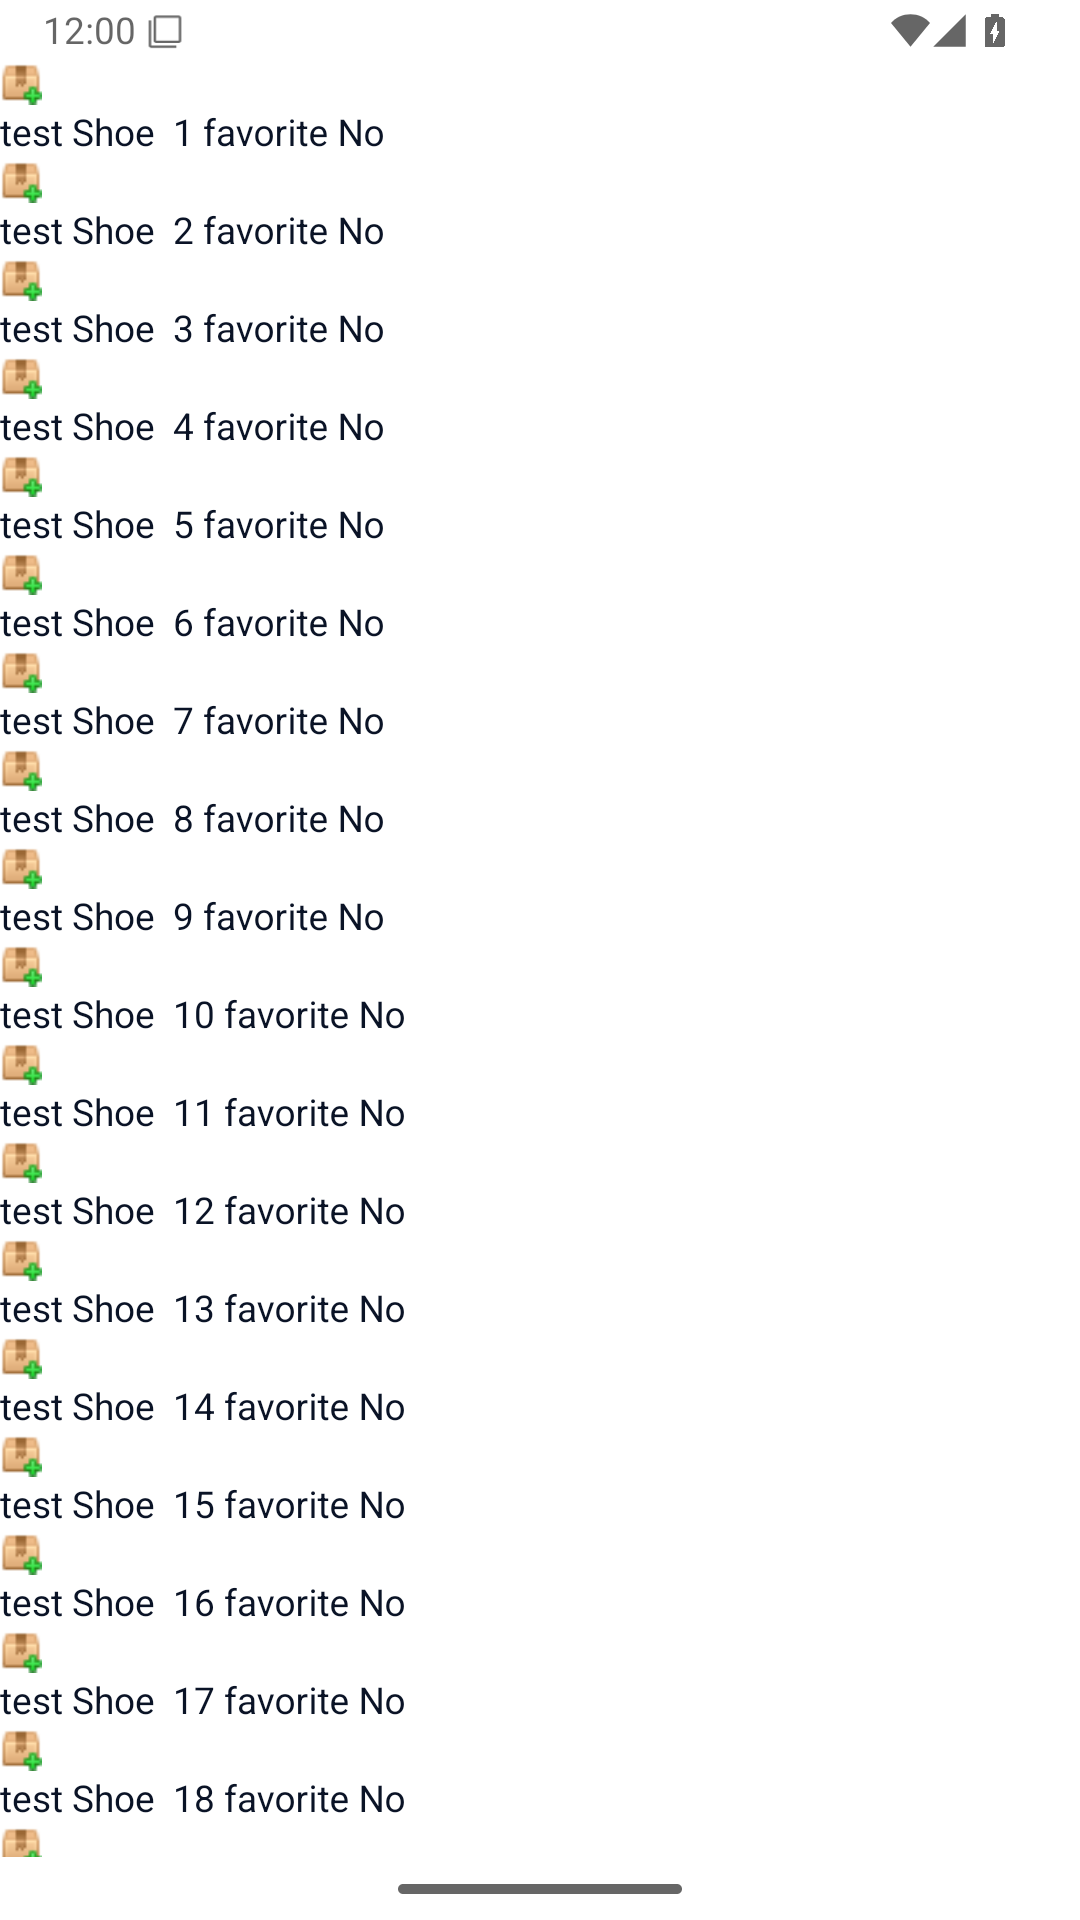 12:00
test Shoe  1 favorite No
test Shoe  2 favorite No
test Shoe  3 favorite No
test Shoe  4 favorite No
test Shoe  5 favorite No
test Shoe  6 favorite No
test Shoe  7 favorite No
test Shoe  8 favorite No
test Shoe  9 favorite No
test Shoe  10 favorite No
test Shoe  11 favorite No
test Shoe  12 favorite No
test Shoe  13 favorite No
test Shoe  14 favorite No
test Shoe  15 favorite No
test Shoe  16 favorite No
test Shoe  17 favorite No
test Shoe  18 favorite No